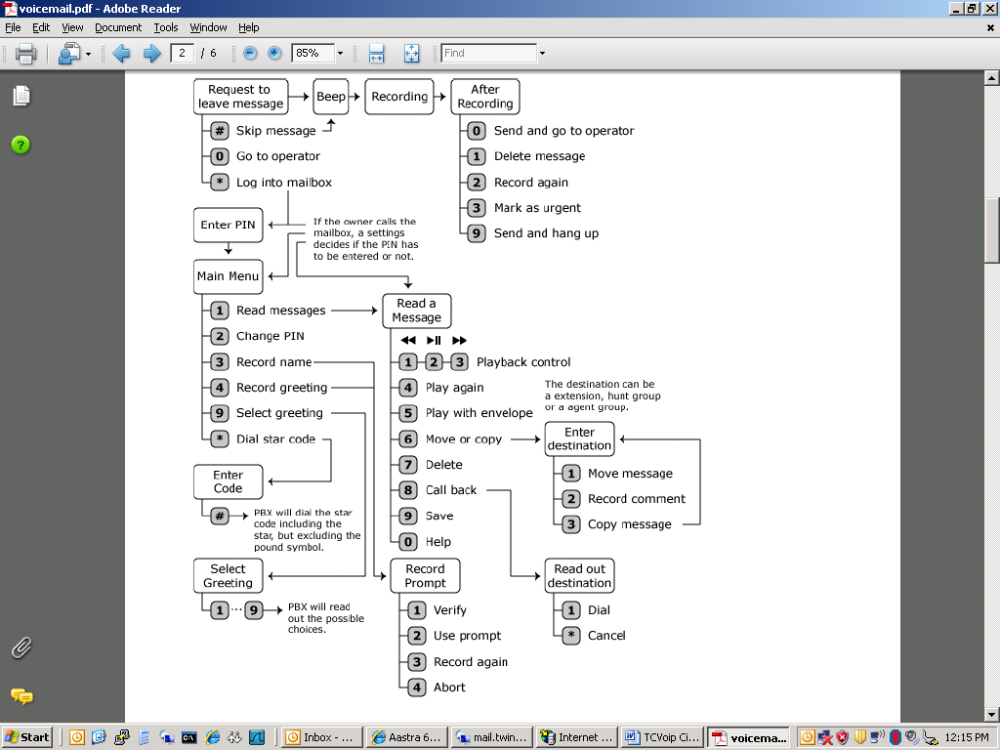 voicemail.pdf - Adobe Reader
File Edit View Document Tools Window Help
2 / 6 85% Find
Request to
leave message
Beep
Recording
After
Recording
# Skip message
0 Go to operator
* Log into mailbox
0 Send and go to operator
1 Delete message
2 Record again
3 Mark as urgent
9 Send and hang up
Enter PIN
If the owner calls the
mailbox, a settings
decides if the PIN has
to be entered or not.
Main Menu
1 Read messages
2 Change PIN
3 Record name
4 Record greeting
9 Select greeting
* Dial star code
Read a
Message
1 2 3 Playback control
4 Play again
5 Play with envelope
6 Move or copy
7 Delete
8 Call back
9 Save
0 Help
The destination can be
a extension, hunt group
or a agent group.
Enter
destination
1 Move message
2 Record comment
3 Copy message
Enter
Code
# PBX will dial the star
code including the
star, but excluding the
pound symbol.
Select
Greeting
1 ... 9 PBX will read
out the possible
choices.
Record
Prompt
1 Verify
2 Use prompt
3 Record again
4 Abort
Read out
destination
1 Dial
* Cancel
Start Inbox - ... Aastra 6... mail.twin... Internet ... TCVoip Ci... voicema... 12:15 PM